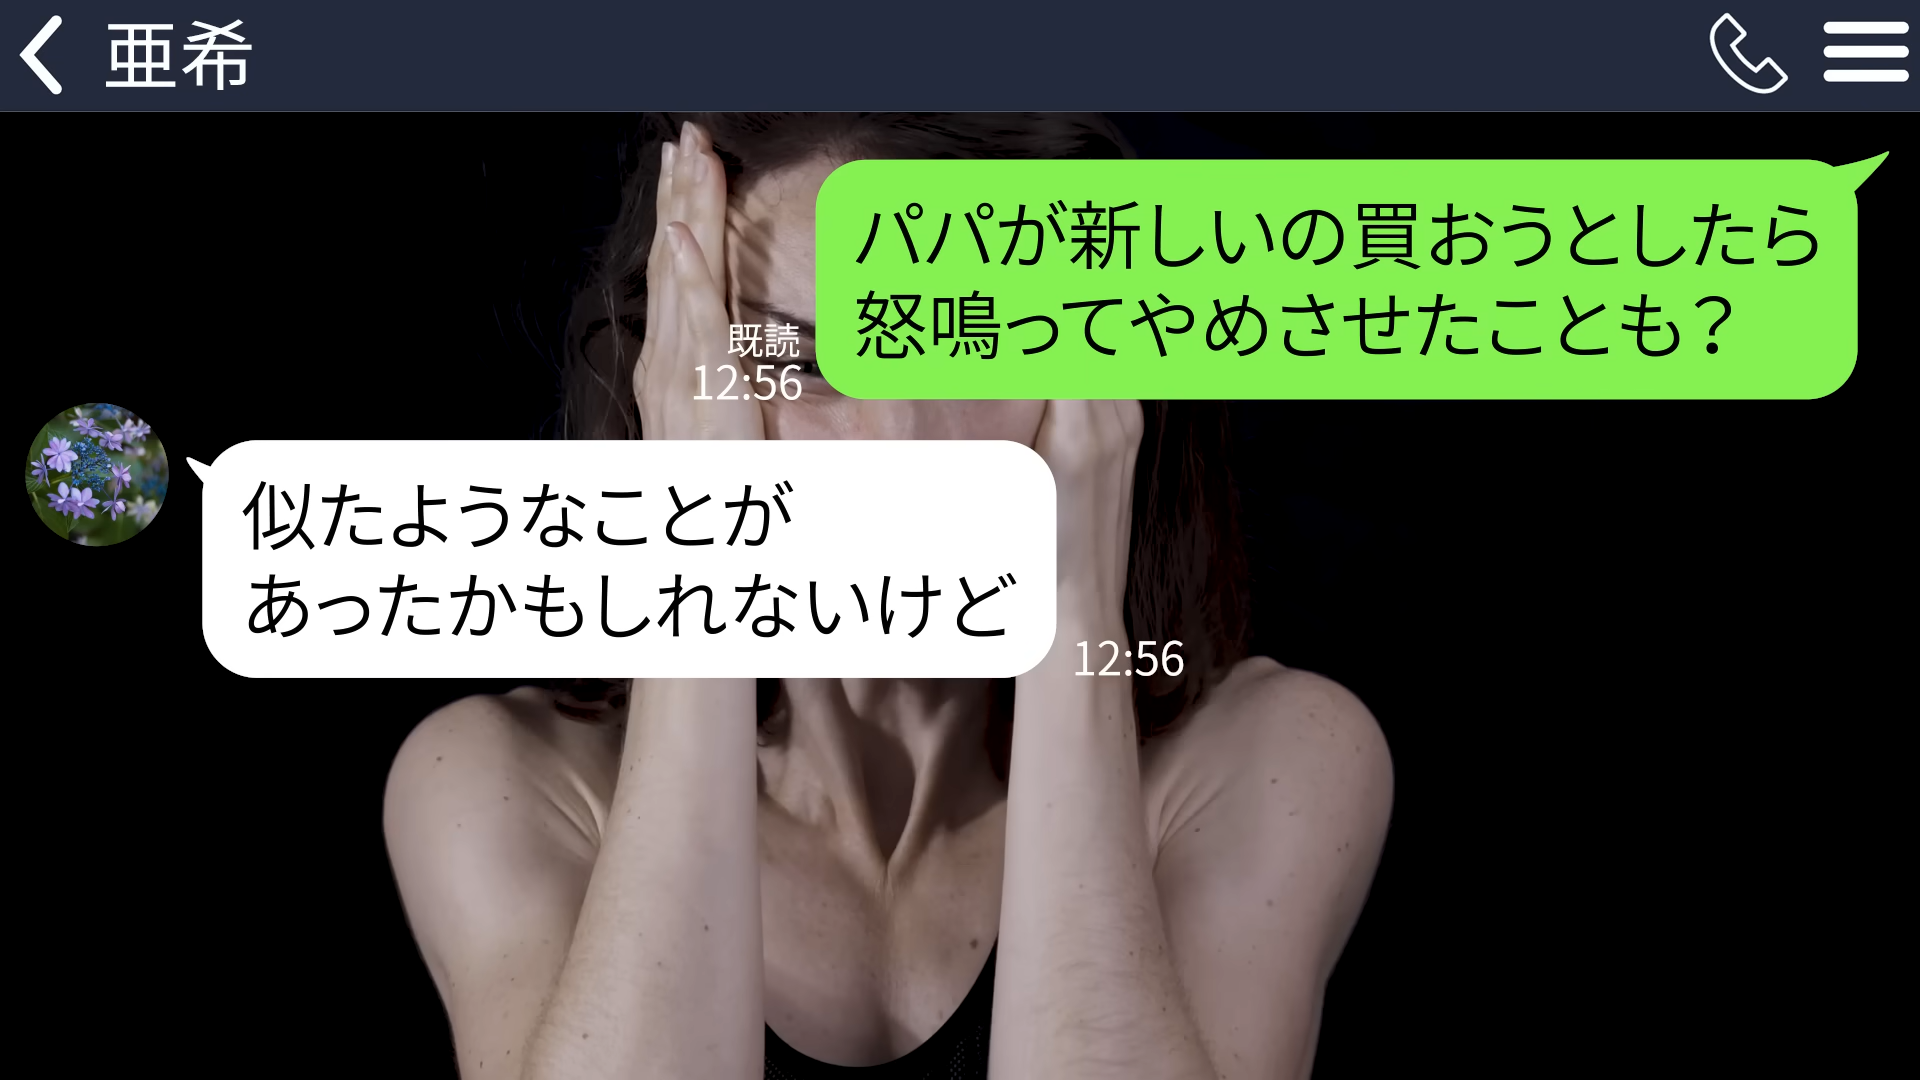 亜希
パパが新しいの買おうとしたら
怒鳴ってやめさせたことも？
既読
12:56
似たようなことが
あったかもしれないけど
12:56